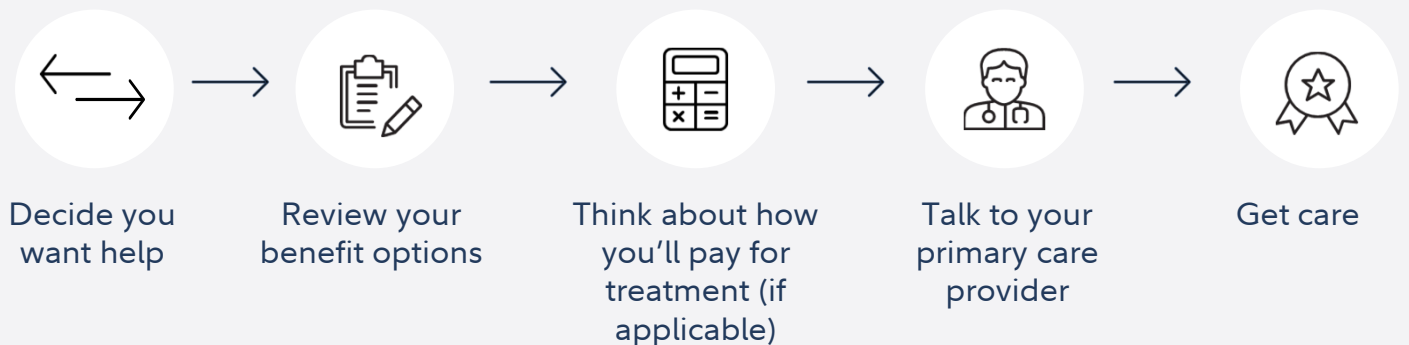 Decide you
want help
Review your
benefit options
Think about how
you'll pay for
treatment (if
applicable)
Talk to your
primary care
provider
Get care